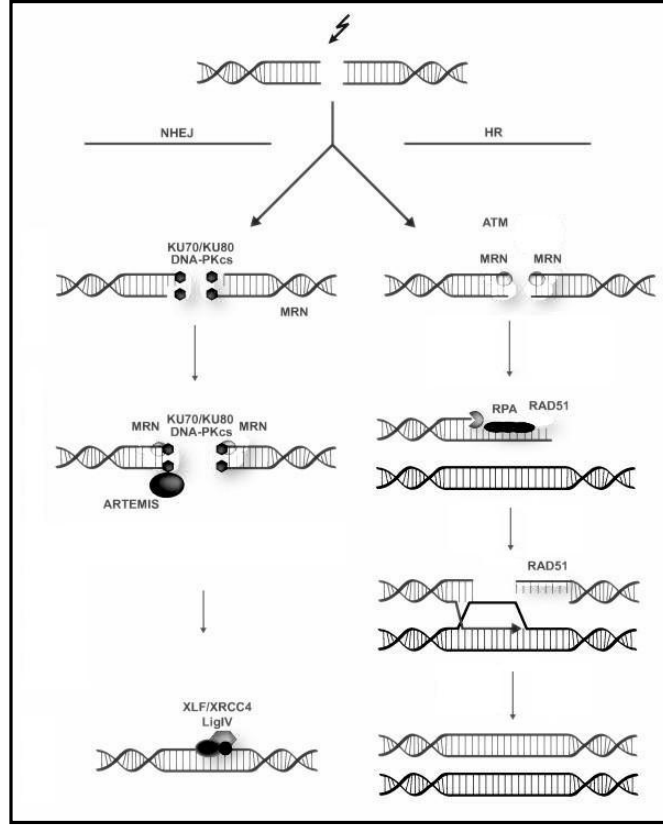 NHEJ
HR
KU70/KU80
DNA-PKcs
MRN
ATM
MRN MRN
MRN KU70/KU80 MRN
DNA-PKcs
ARTEMIS
RPA RAD51
RAD51
XLF/XRCC4
LigIV